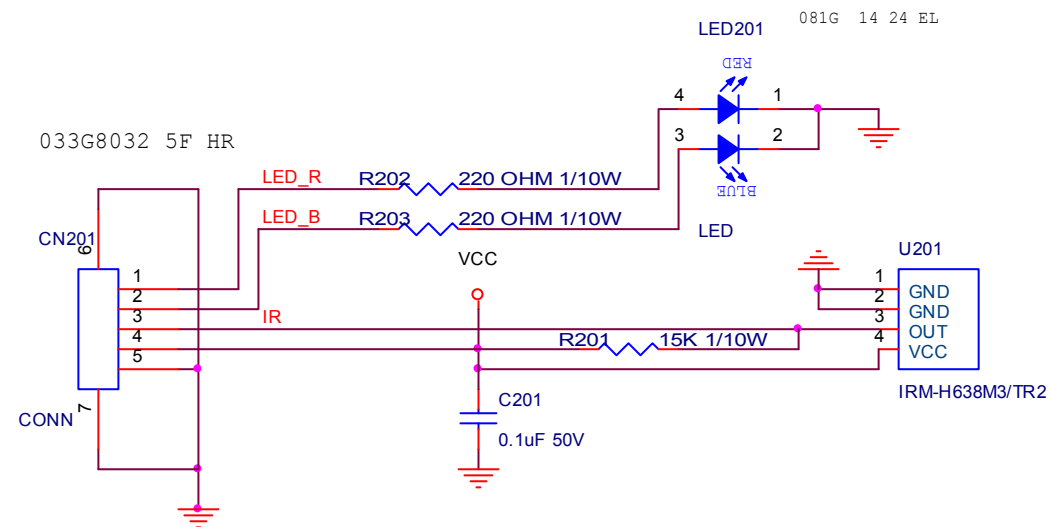 081G 14 24 EL
LED201
RED
4 1
033G8032 5F HR
3 2
LED_R R202 220 OHM 1/10W
BLUE
LED_B R203 220 OHM 1/10W
LED
CN201
6
VCC
U201
1
2
3
4
5
IR
R201 15K 1/10W
1 GND
2 GND
3 OUT
4 VCC
7
CONN
C201
0.1uF 50V
IRM-H638M3/TR2